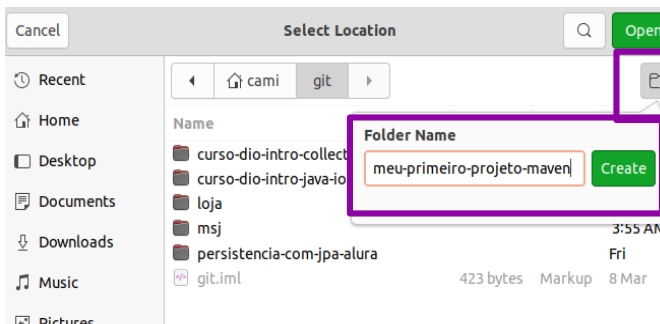 Cancel Select Location Open
Recent
cami git
Home
Name
Folder Name
Desktop
curso-dio-intro-collect
meu-primeiro-projeto-maven Create
curso-dio-intro-java-io
Documents
loja
msj 3:55 AM
Downloads
persistencia-com-jpa-alura Fri
Music
git.iml 423 bytes Markup 8 Mar
Pictures